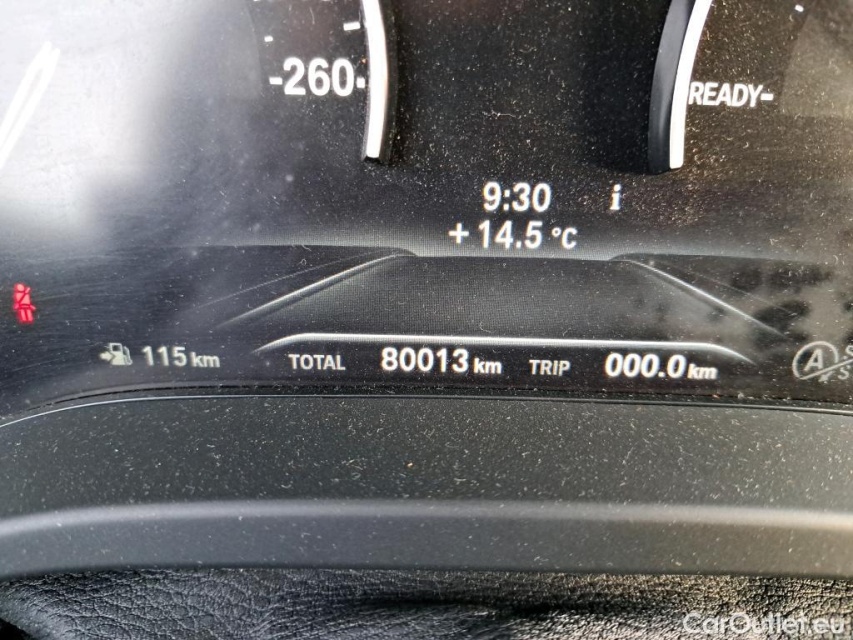 -260-
READY-
9:30 i
+14.5 °C
115 km TOTAL 80013 km TRIP 000.0 km
A
CarOutlet.eu